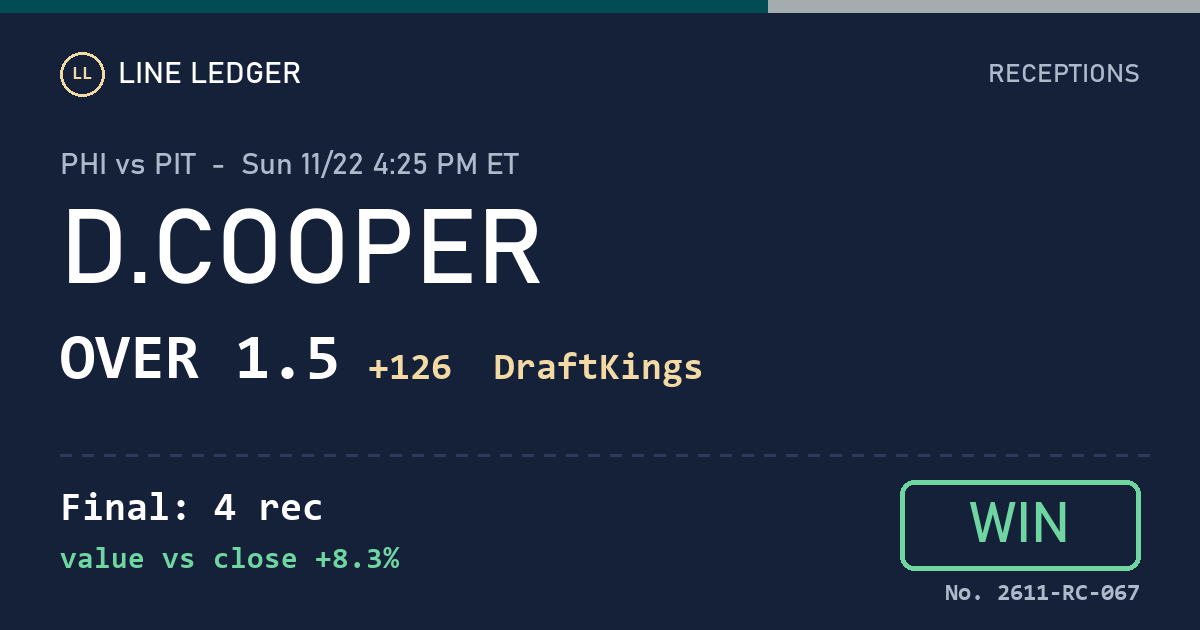 LL LINE LEDGER
RECEPTIONS
PHI vs PIT - Sun 11/22 4:25 PM ET
D.COOPER
OVER 1.5 +126 DraftKings
Final: 4 rec
value vs close +8.3%
WIN
No. 2611-RC-067